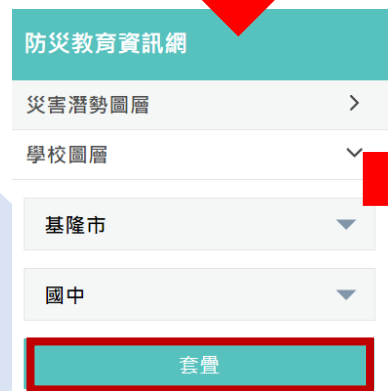 防災教育資訊網
災害潛勢圖層
學校圖層
基隆市
國中
套疊